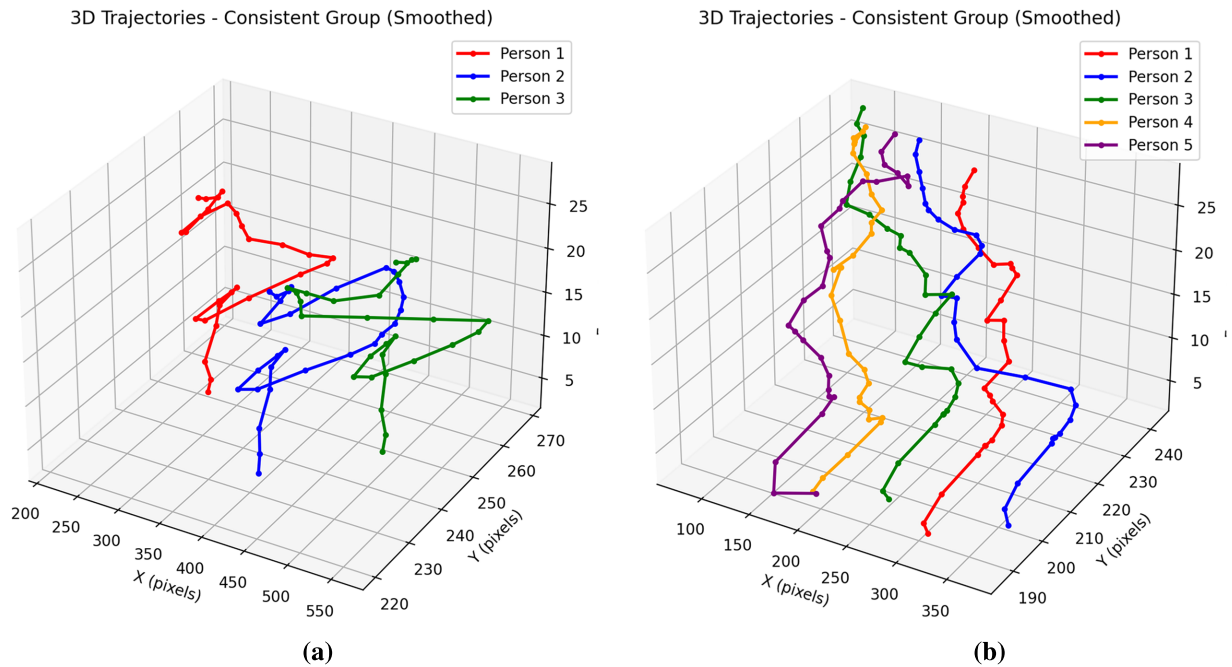 3D Trajectories - Consistent Group (Smoothed)
Person 1
Person 2
Person 3
25
20
15
10
5
270
260
250
240
230
220
200
250
300
350
400
450
500
550
X (pixels)
Y (pixels)
(a)
3D Trajectories - Consistent Group (Smoothed)
Person 1
Person 2
Person 3
Person 4
Person 5
25
20
15
10
5
240
230
220
210
200
190
100
150
200
250
300
350
X (pixels)
Y (pixels)
(b)